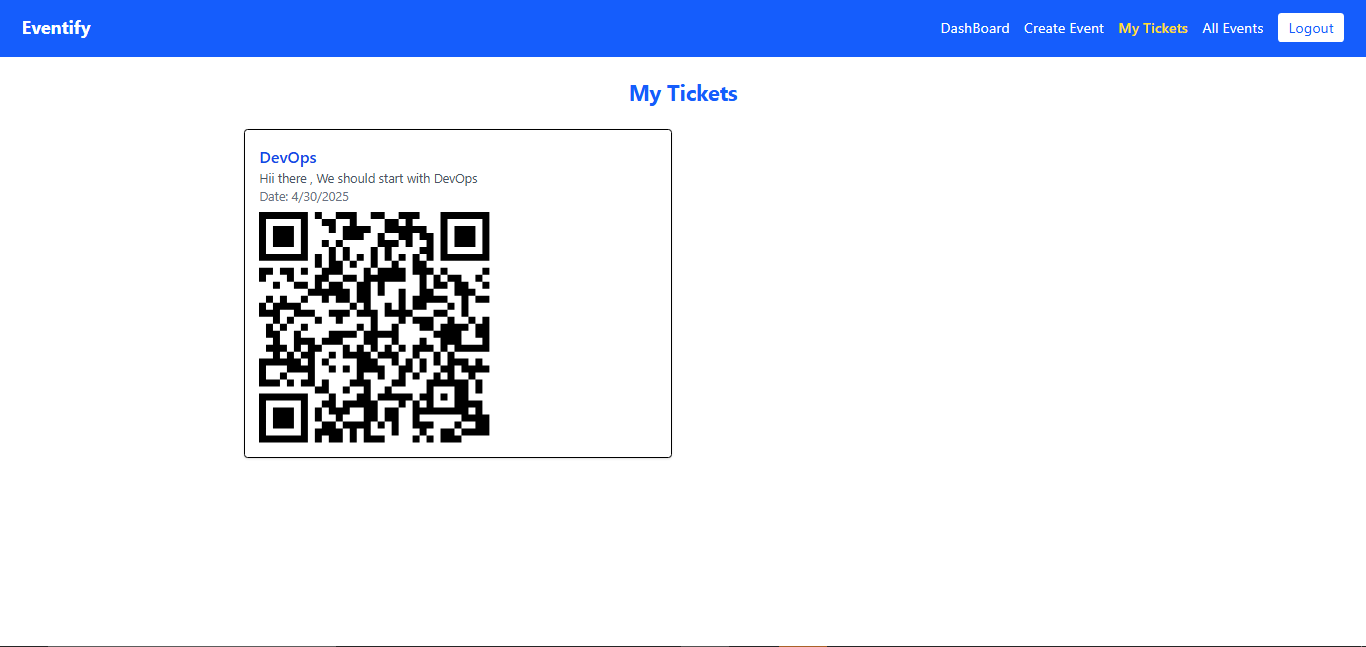 Eventify
DashBoard Create Event My Tickets All Events Logout
My Tickets
DevOps
Hii there , We should start with DevOps
Date: 4/30/2025